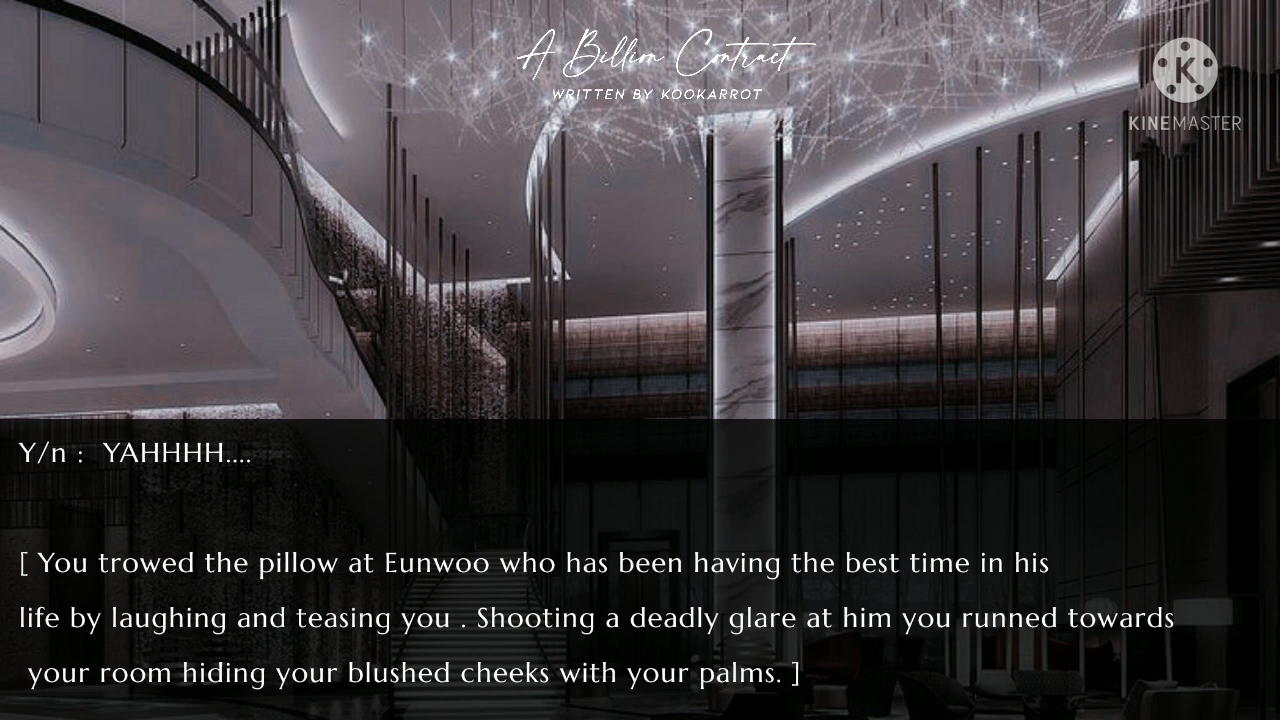 A Billion Contract
WRITTEN BY KOOKARROT
K
KINEMASTER
Y/n : YAHHHH....
[ You trowed the pillow at Eunwoo who has been having the best time in his
life by laughing and teasing you . Shooting a deadly glare at him you runned towards
your room hiding your blushed cheeks with your palms. ]